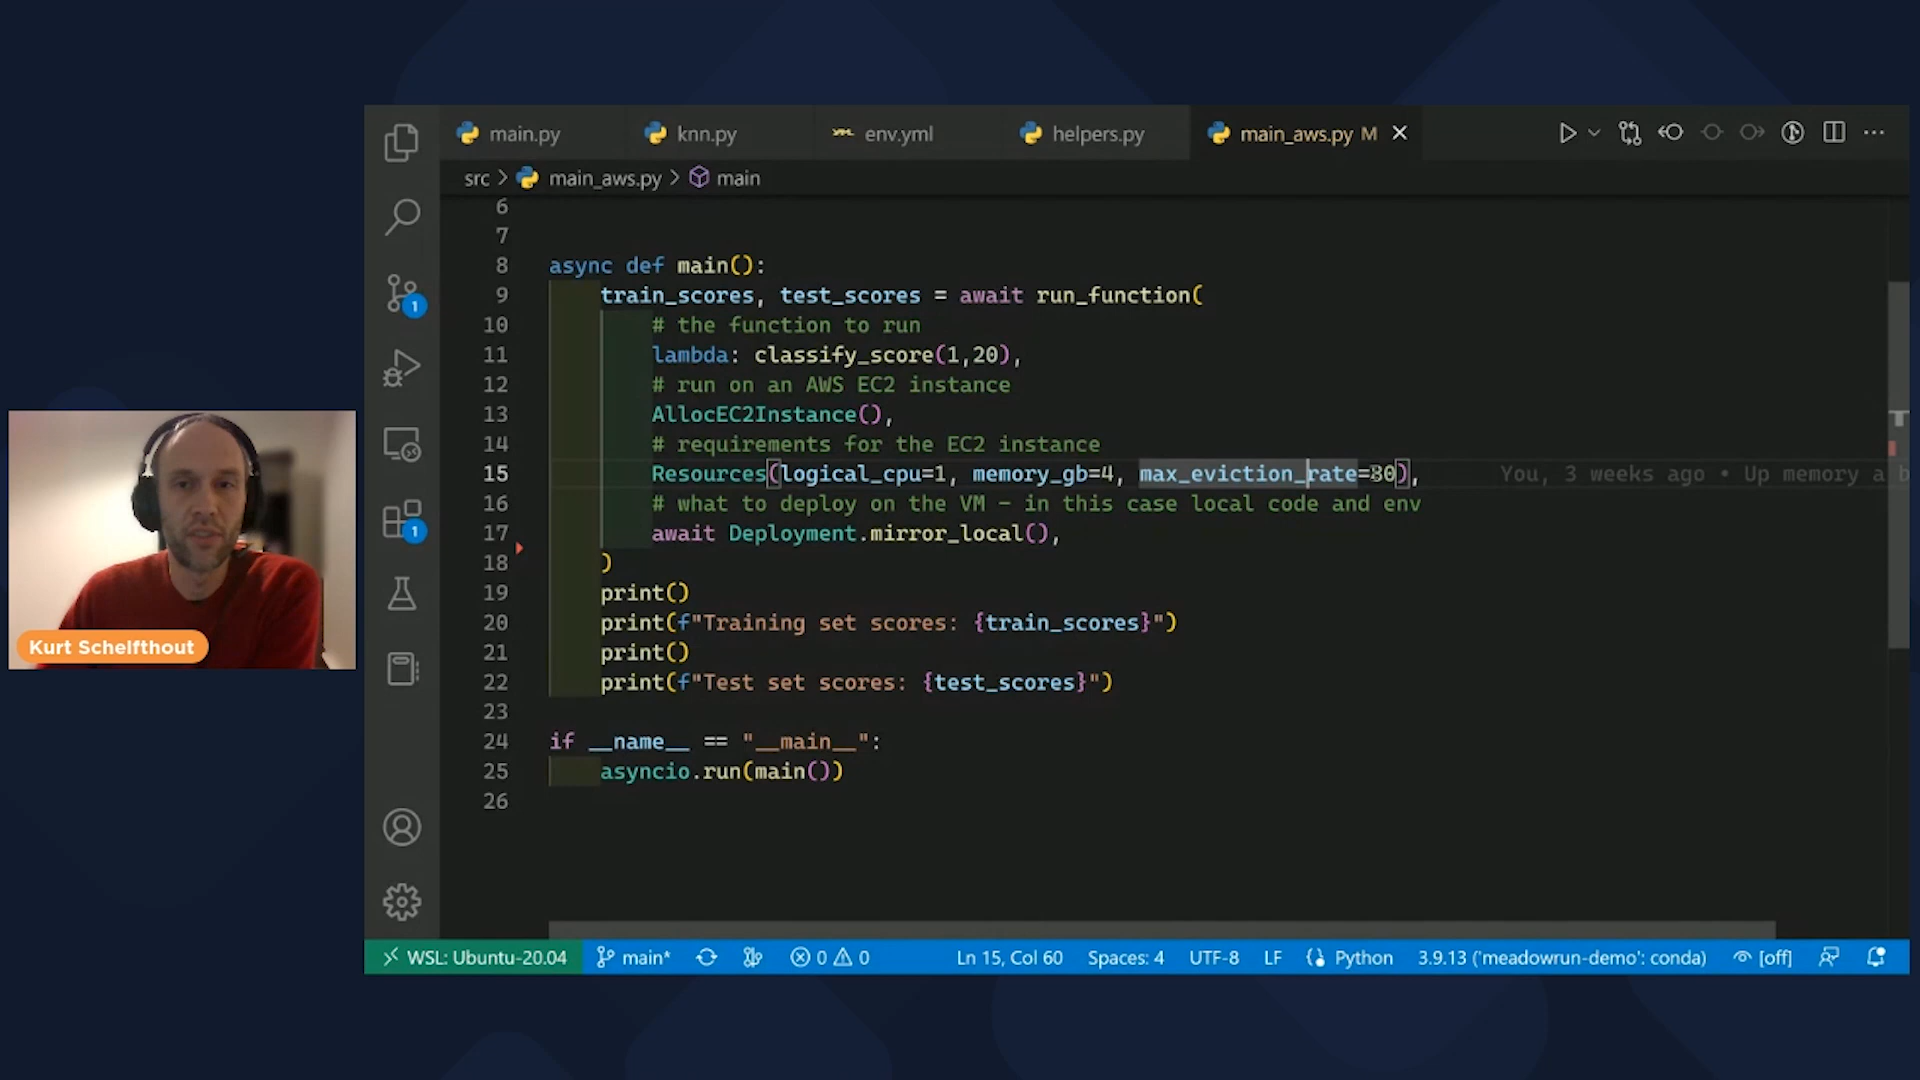 main.py
knn.py
env.yml
helpers.py
main_aws.py M
src > main_aws.py > main
6
7
8 async def main():
9 train_scores, test_scores = await run_function(
10 # the function to run
11 lambda: classify_score(1,20),
12 # run on an AWS EC2 instance
13 AllocEC2Instance(),
14 # requirements for the EC2 instance
15 Resources(logical_cpu=1, memory_gb=4, max_eviction_rate=80), You, 3 weeks ago • Up memory a b
16 # what to deploy on the VM - in this case local code and env
17 await Deployment.mirror_local(),
18 )
19 print()
20 print(f"Training set scores: {train_scores}")
21 print()
22 print(f"Test set scores: {test_scores}")
23
24 if __name__ == "__main__":
25 asyncio.run(main())
26
1
1
Kurt Schelfthout
WSL: Ubuntu-20.04 main* 0 0 Ln 15, Col 60 Spaces: 4 UTF-8 LF Python 3.9.13 ('meadowrun-demo': conda) [off]